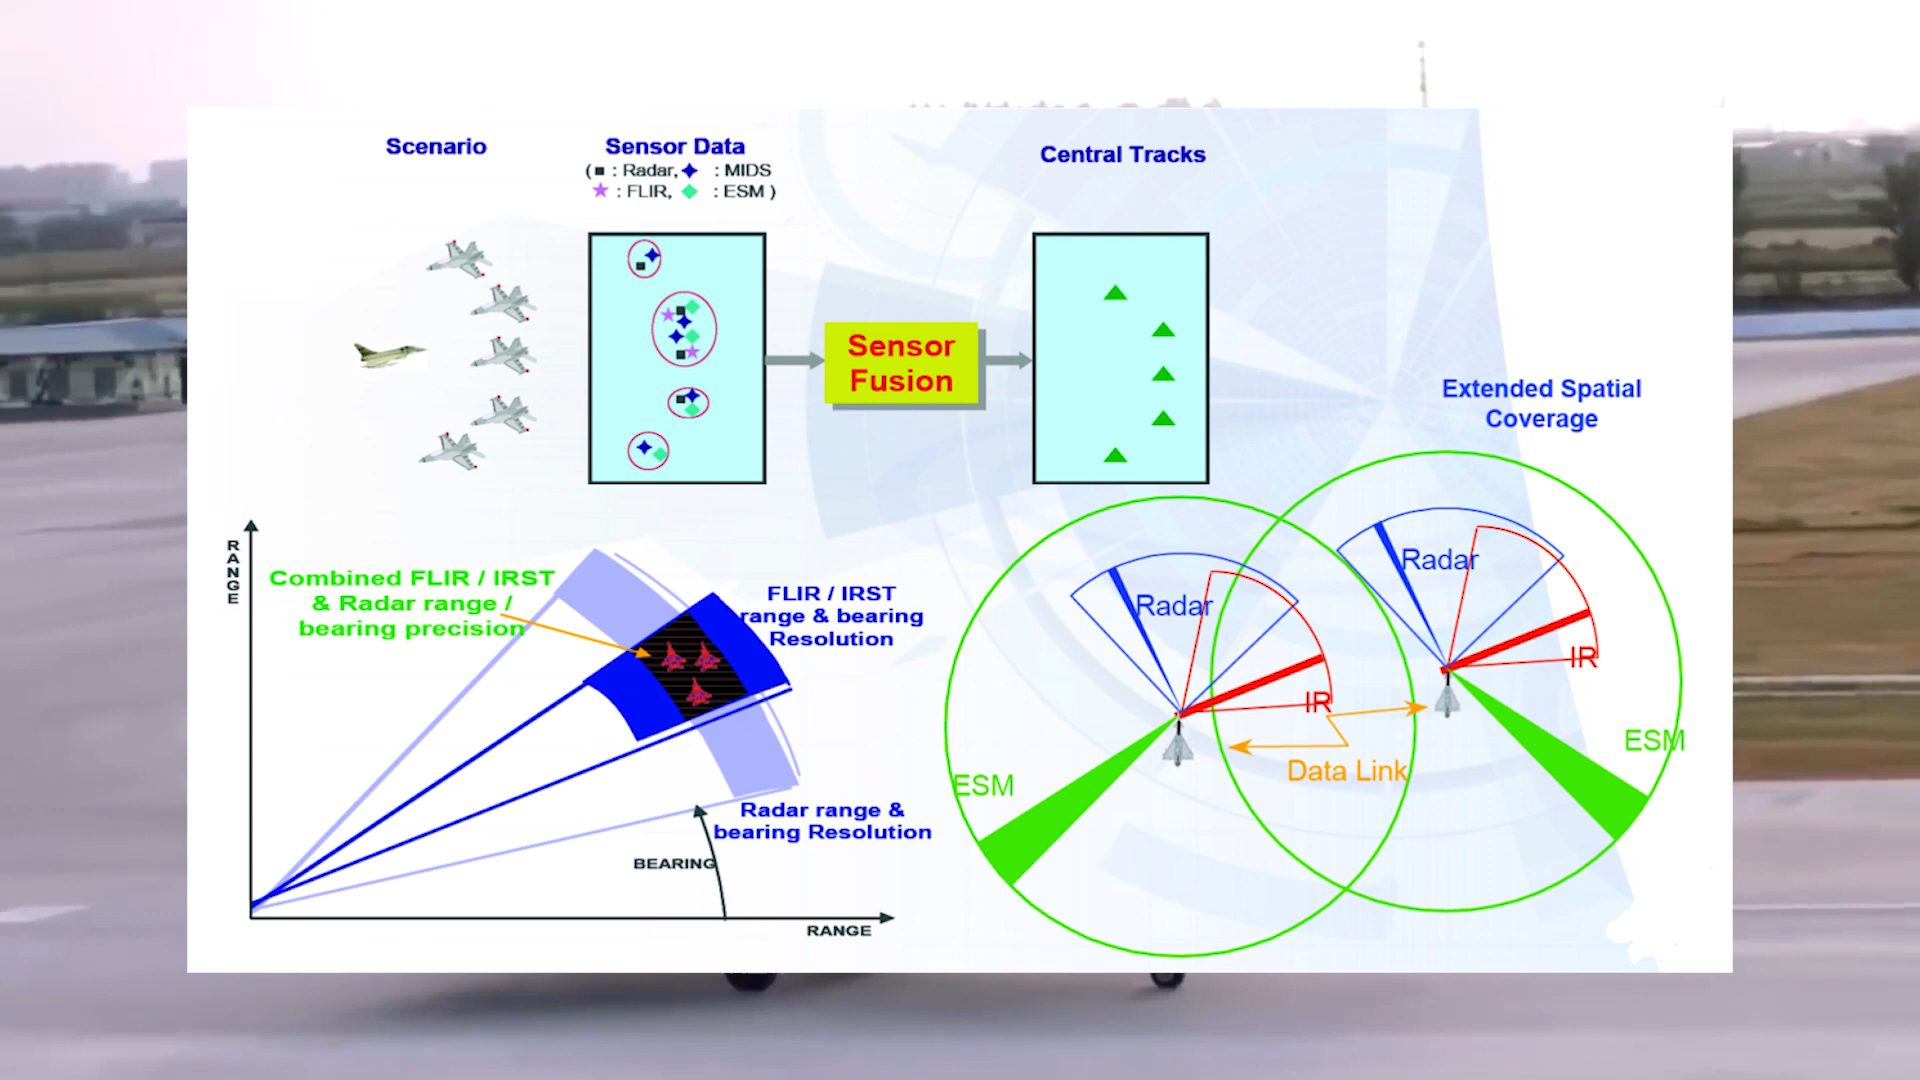 Scenario
Sensor Data
( ■ : Radar, ✦ : MIDS
★ : FLIR, ◆ : ESM )
Central Tracks
Sensor
Fusion
Extended Spatial
Coverage
RANGE
Combined FLIR / IRST
& Radar range /
bearing precision
FLIR / IRST
range & bearing
Resolution
Radar range &
bearing Resolution
BEARING
RANGE
Radar
IR
ESM
Data Link
Radar
IR
ESM